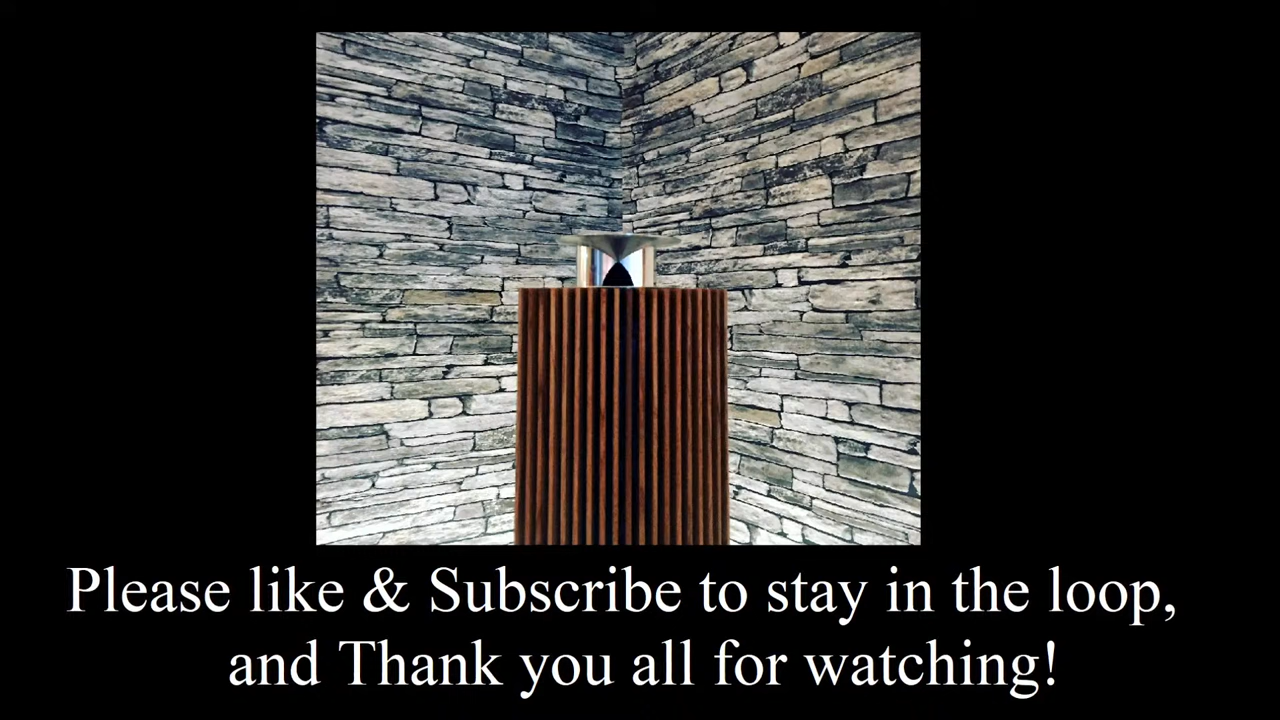 Please like & Subscribe to stay in the loop,
and Thank you all for watching!